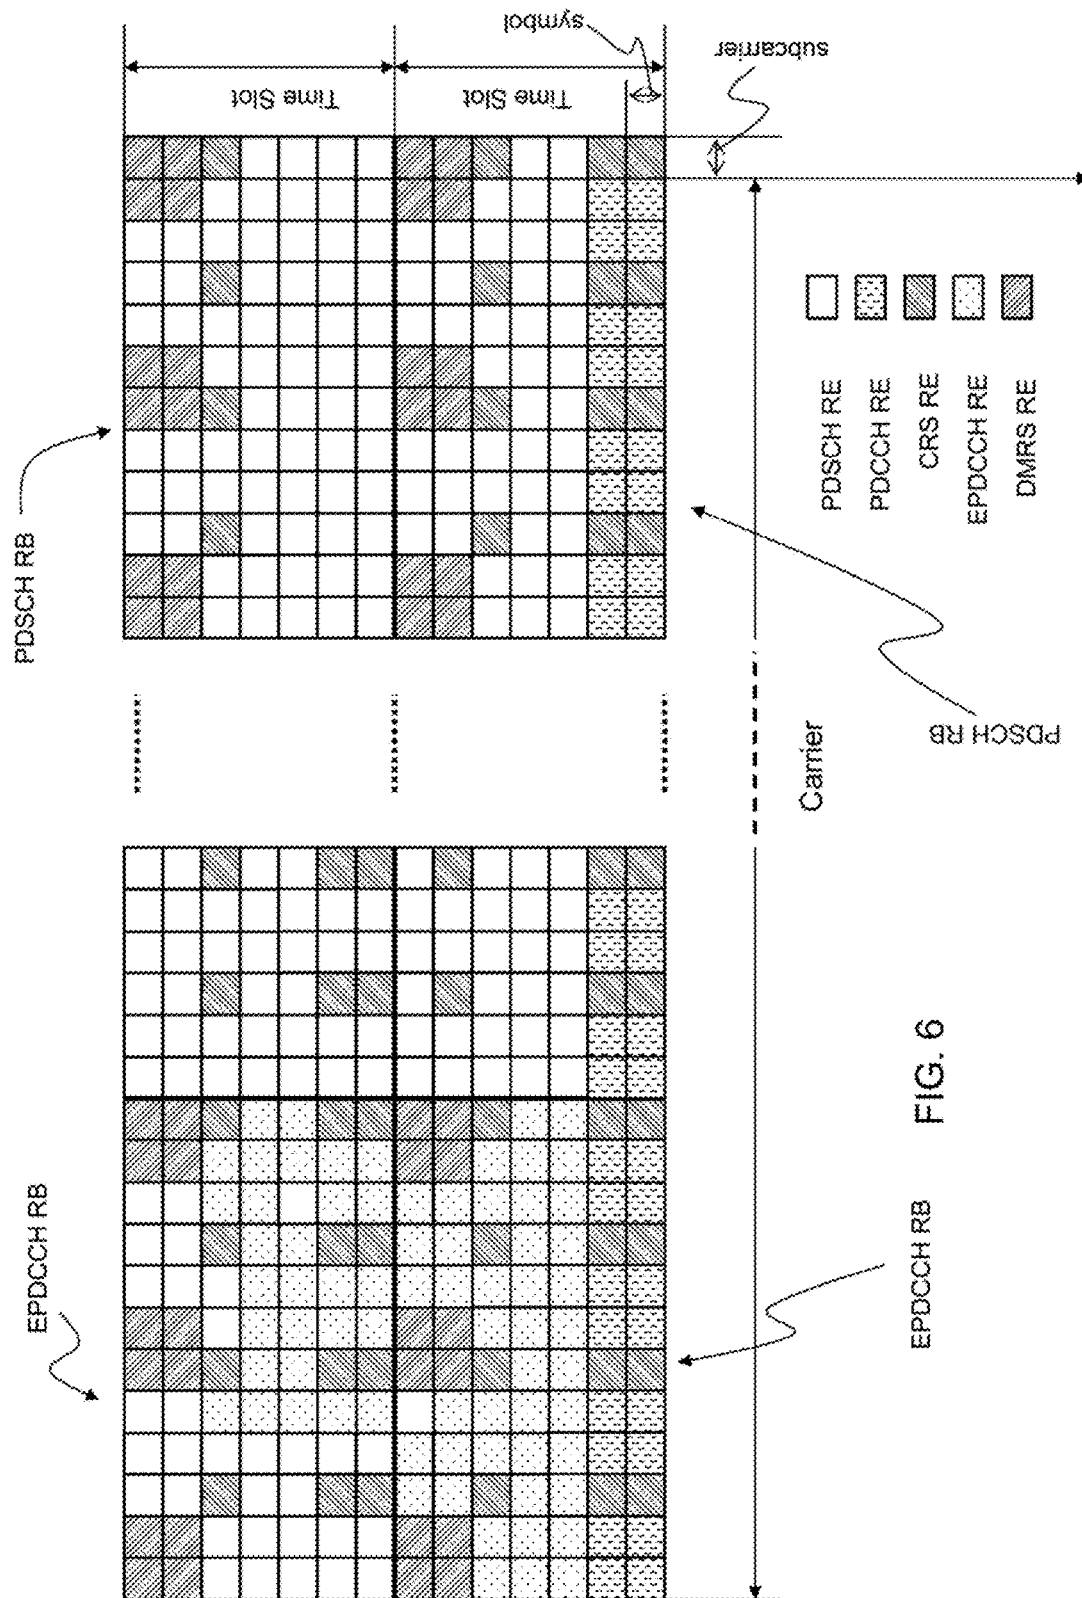 symbol
subcarrier
Time Slot
Time Slot
PDSCH RB
PDSCH RE
PDCCH RE
CRS RE
EPDCCH RE
DMRS RE
PDSCH RB
Carrier
EPDCCH RB
EPDCCH RB
FIG. 6